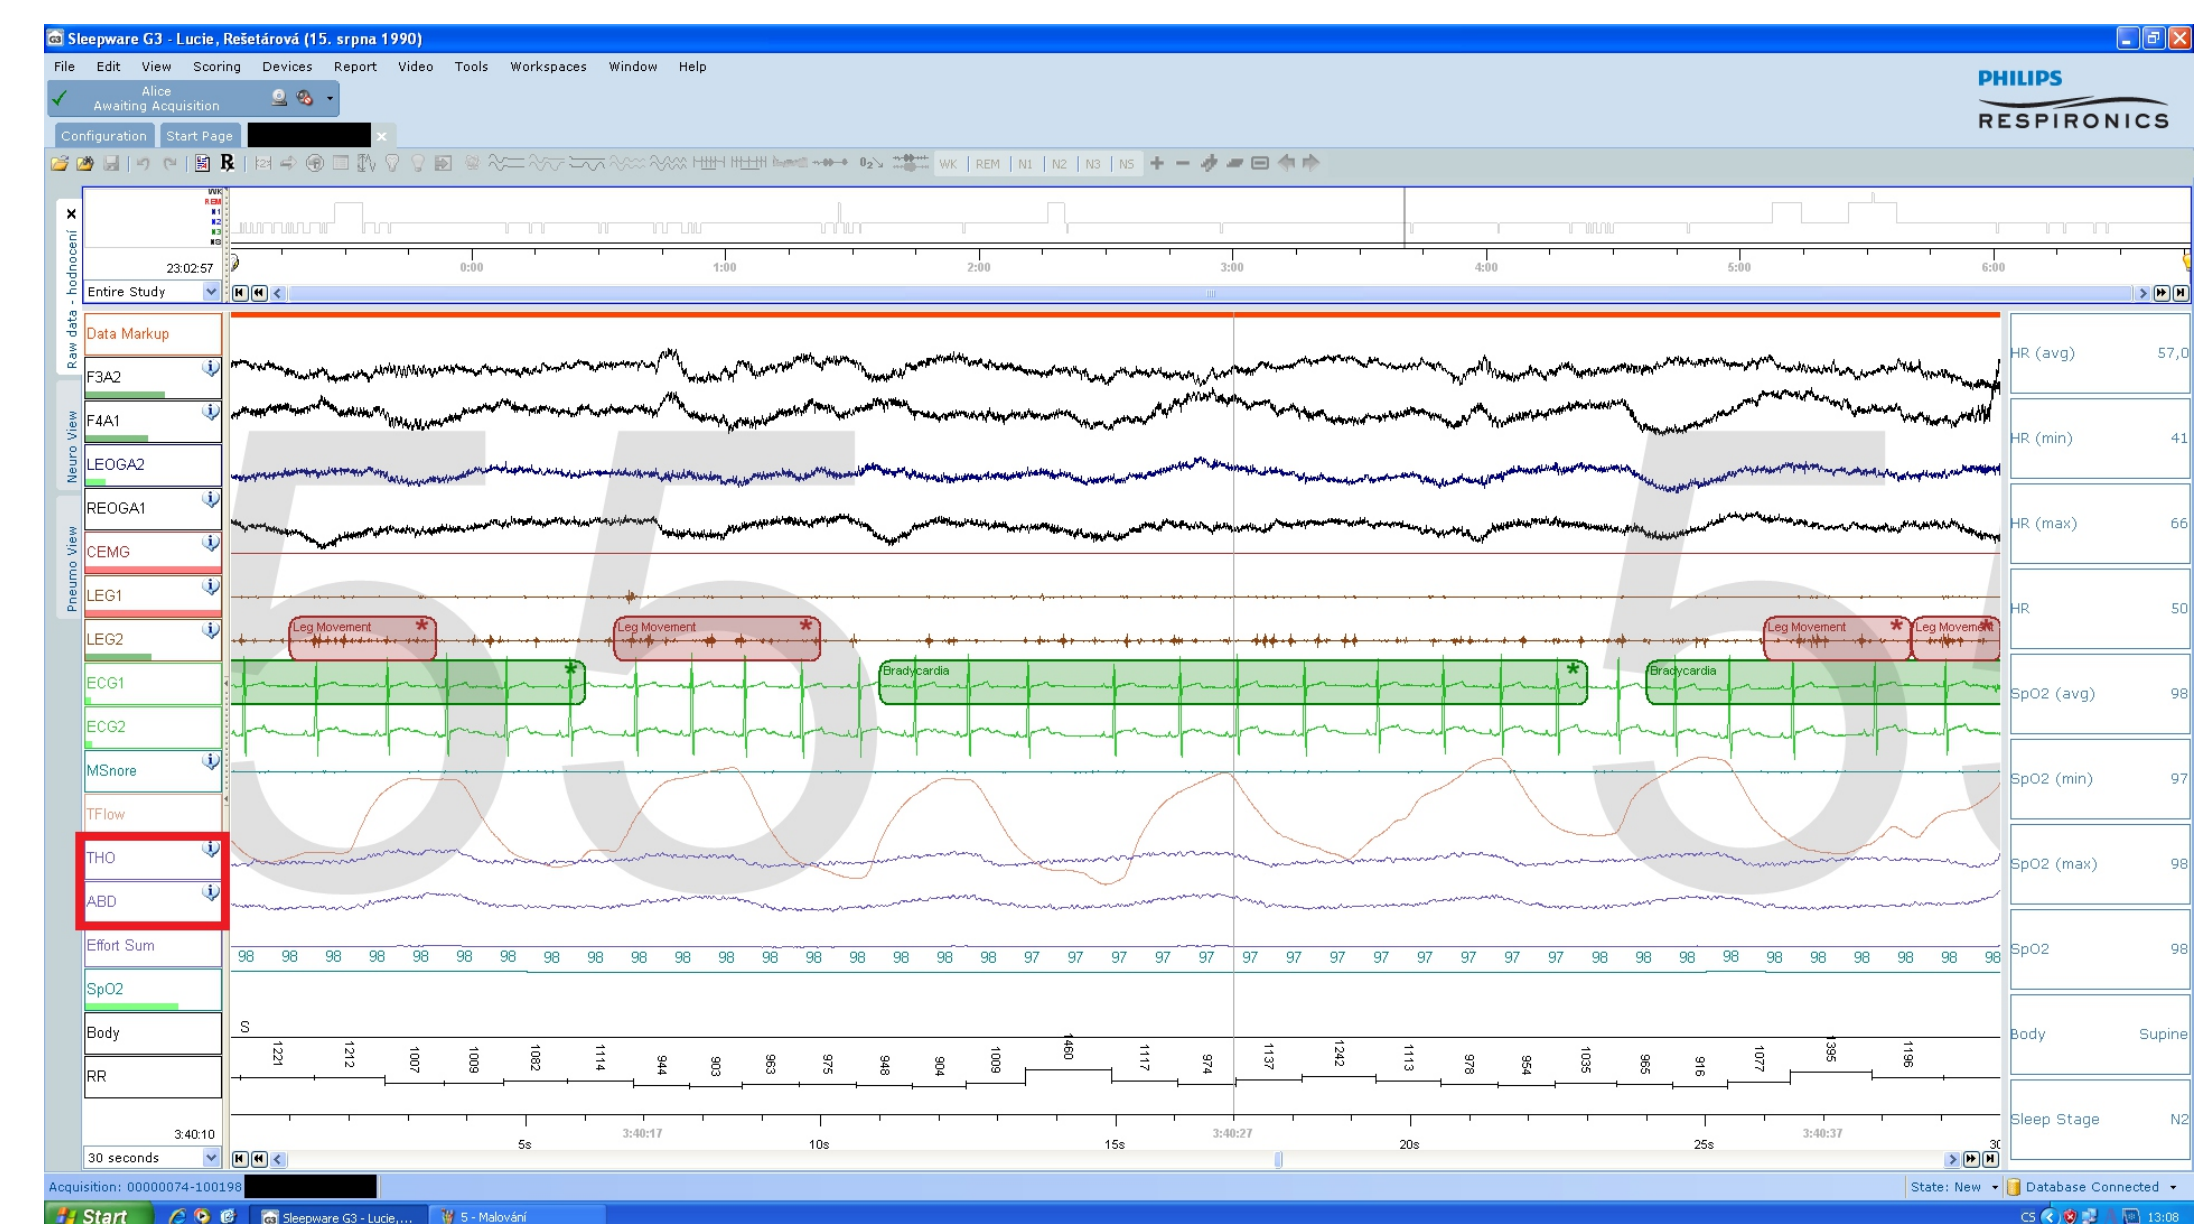 Sleepware G3 - Lucie, Rešetárová (15. srpna 1990)
File Edit View Scoring Devices Report Video Tools Workspaces Window Help
Alice
Awaiting Acquisition
PHILIPS
RESPIRONICS
Configuration Start Page
WK REM N1 N2 N3 NS
WK
REM
N1
N2
N3
NS
23:02:57 0:00 1:00 2:00 3:00 4:00 5:00 6:00
Entire Study
Raw data - hodnocení
Neuro View
Pneumo View
Data Markup
F3A2
F4A1
LEOGA2
REOGA1
CEMG
LEG1
LEG2
ECG1
ECG2
MSnore
TFlow
THO
ABD
Effort Sum
SpO2
Body
RR
55 55
Leg Movement * Leg Movement * Leg Movement * Leg Movement *
* Bradycardia * Bradycardia
98 98 98 98 98 98 98 98 98 98 98 98 98 98 98 98 98 98 97 97 97 97 97 97 97 97 97 97 97 97 97 98 98 98 98 98 98 98 98 98 98
S
1221 1212 1007 1009 1082 1114 944 903 963 975 848 904 1009 1460 1117 974 1137 1242 1113 978 954 1035 965 916 1077 1395 1196
3:40:10 5s 3:40:17 10s 15s 3:40:27 20s 25s 3:40:37 30
30 seconds
HR (avg) 57,0
HR (min) 41
HR (max) 66
HR 50
SpO2 (avg) 98
SpO2 (min) 97
SpO2 (max) 98
SpO2 98
Body Supine
Sleep Stage N2
Acquisition: 00000074-100198
State: New Database Connected
Start Sleepware G3 - Lucie,... 5 - Malování CS 13:08